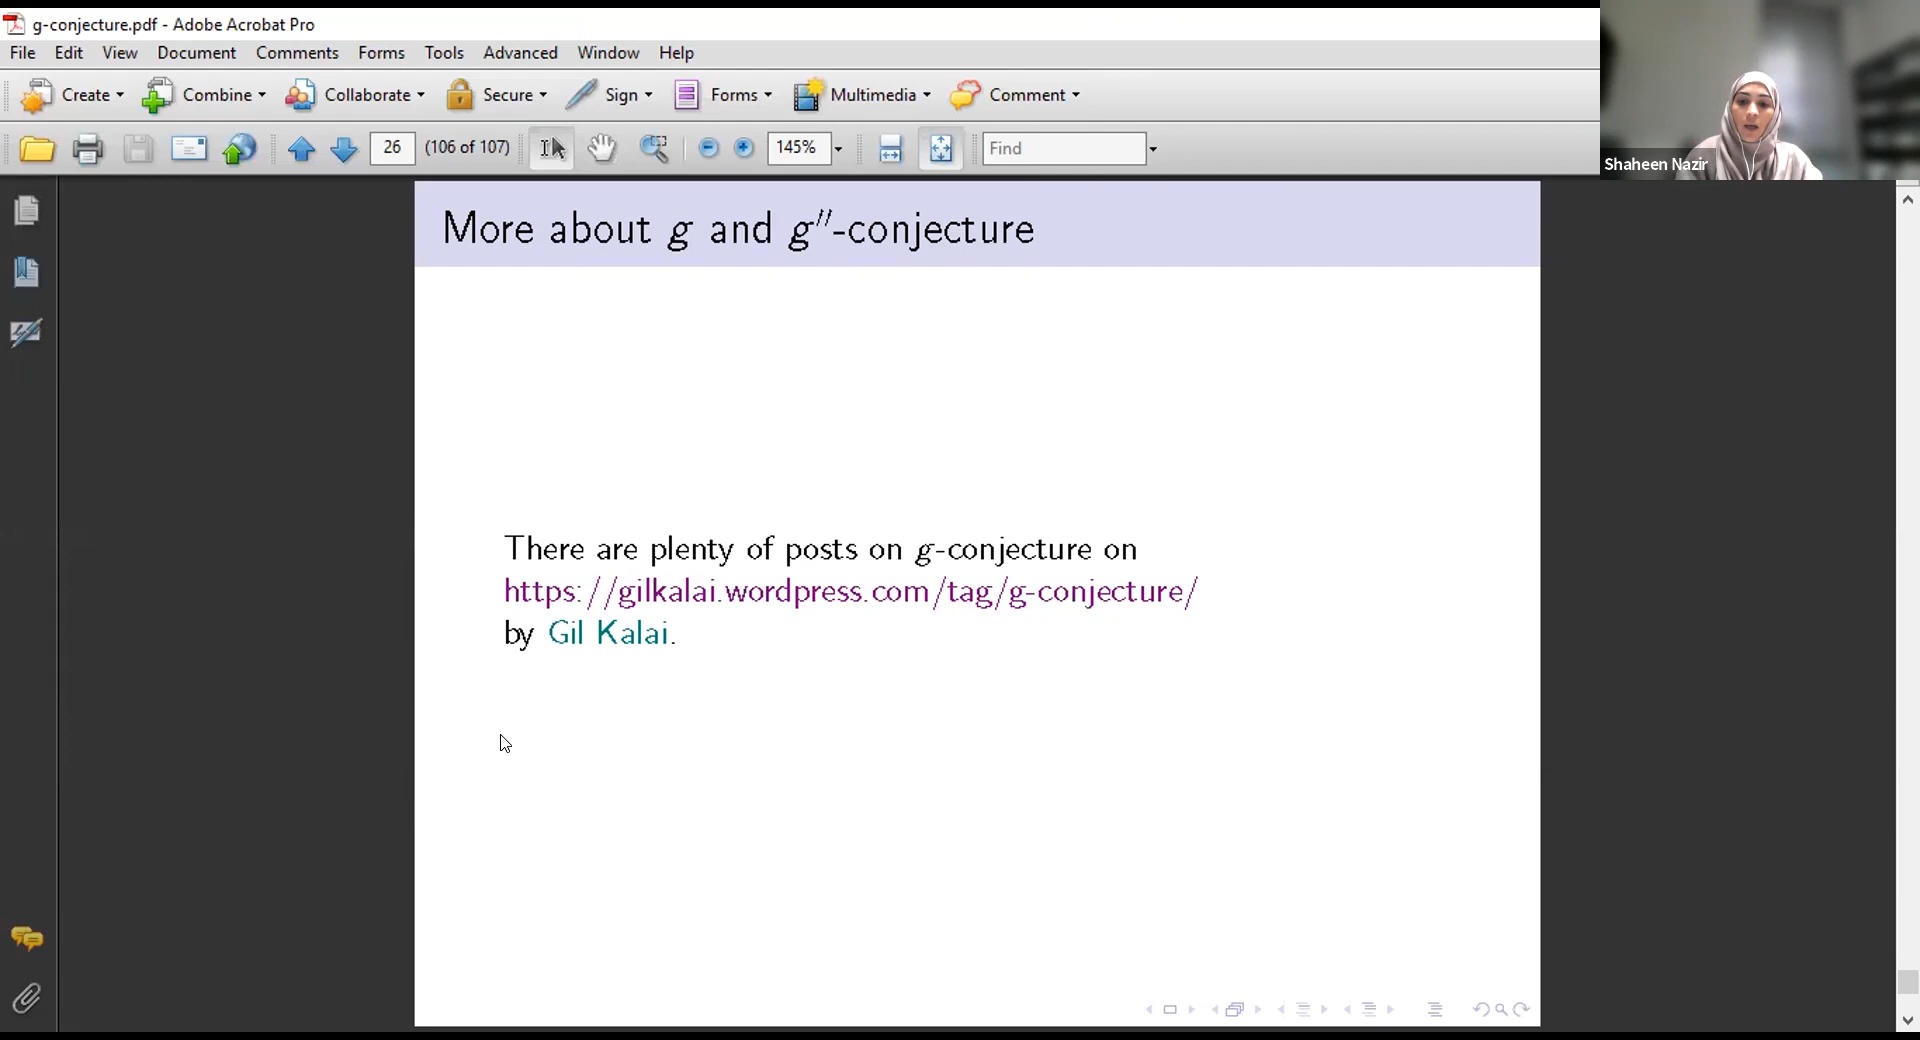 g-conjecture.pdf - Adobe Acrobat Pro
File Edit View Document Comments Forms Tools Advanced Window Help
Create Combine Collaborate Secure Sign Forms Multimedia Comment
26 (106 of 107) 145% Find
Shaheen Nazir
More about g and g″-conjecture
There are plenty of posts on g-conjecture on
https://gilkalai.wordpress.com/tag/g-conjecture/
by Gil Kalai.